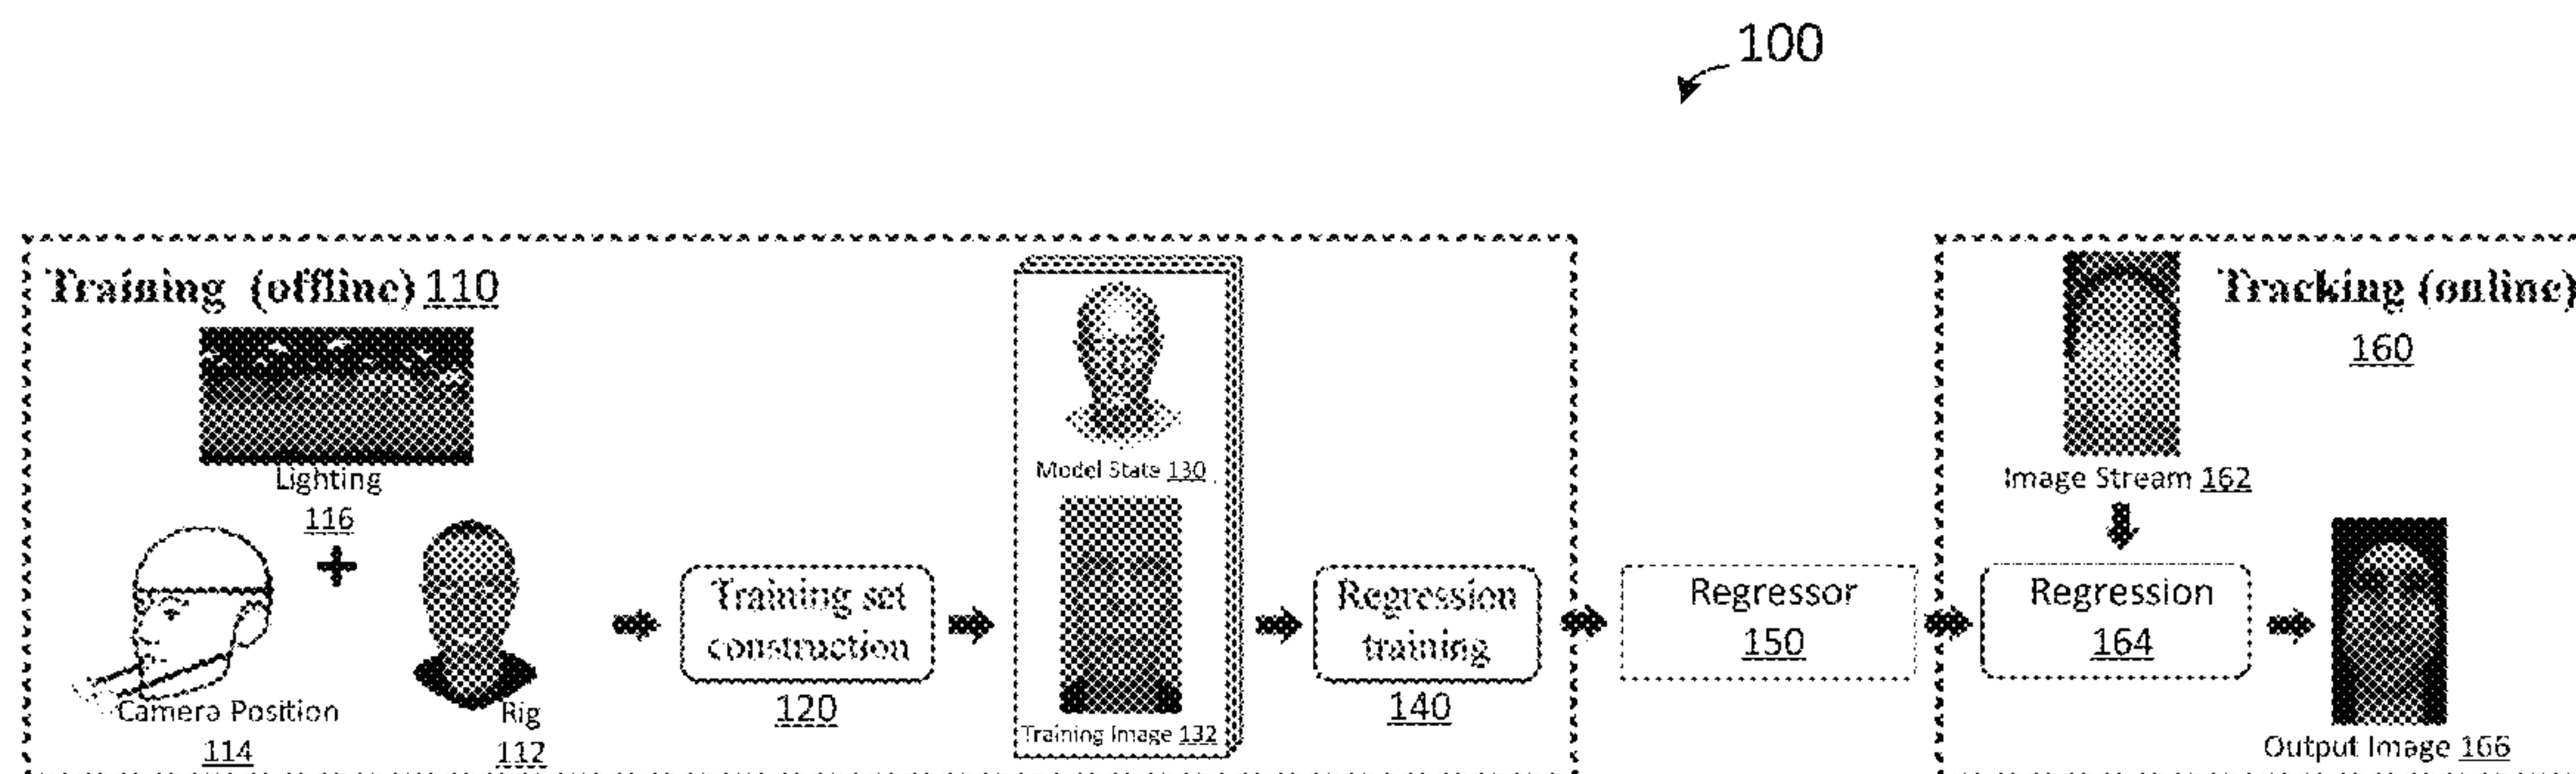 100
Training (offline) 110
Lighting
116
Camera Position
114
Rig
112
Training set
construction
120
Model State 130
Training Image 132
Regression
training
140
Regressor
150
Tracking (online)
160
Image Stream 162
Regression
164
Output Image 166